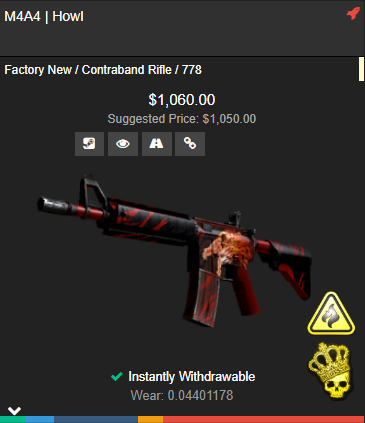 M4A4 | Howl
Factory New / Contraband Rifle / 778
$1,060.00
Suggested Price: $1,050.00
Instantly Withdrawable
Wear: 0.04401178